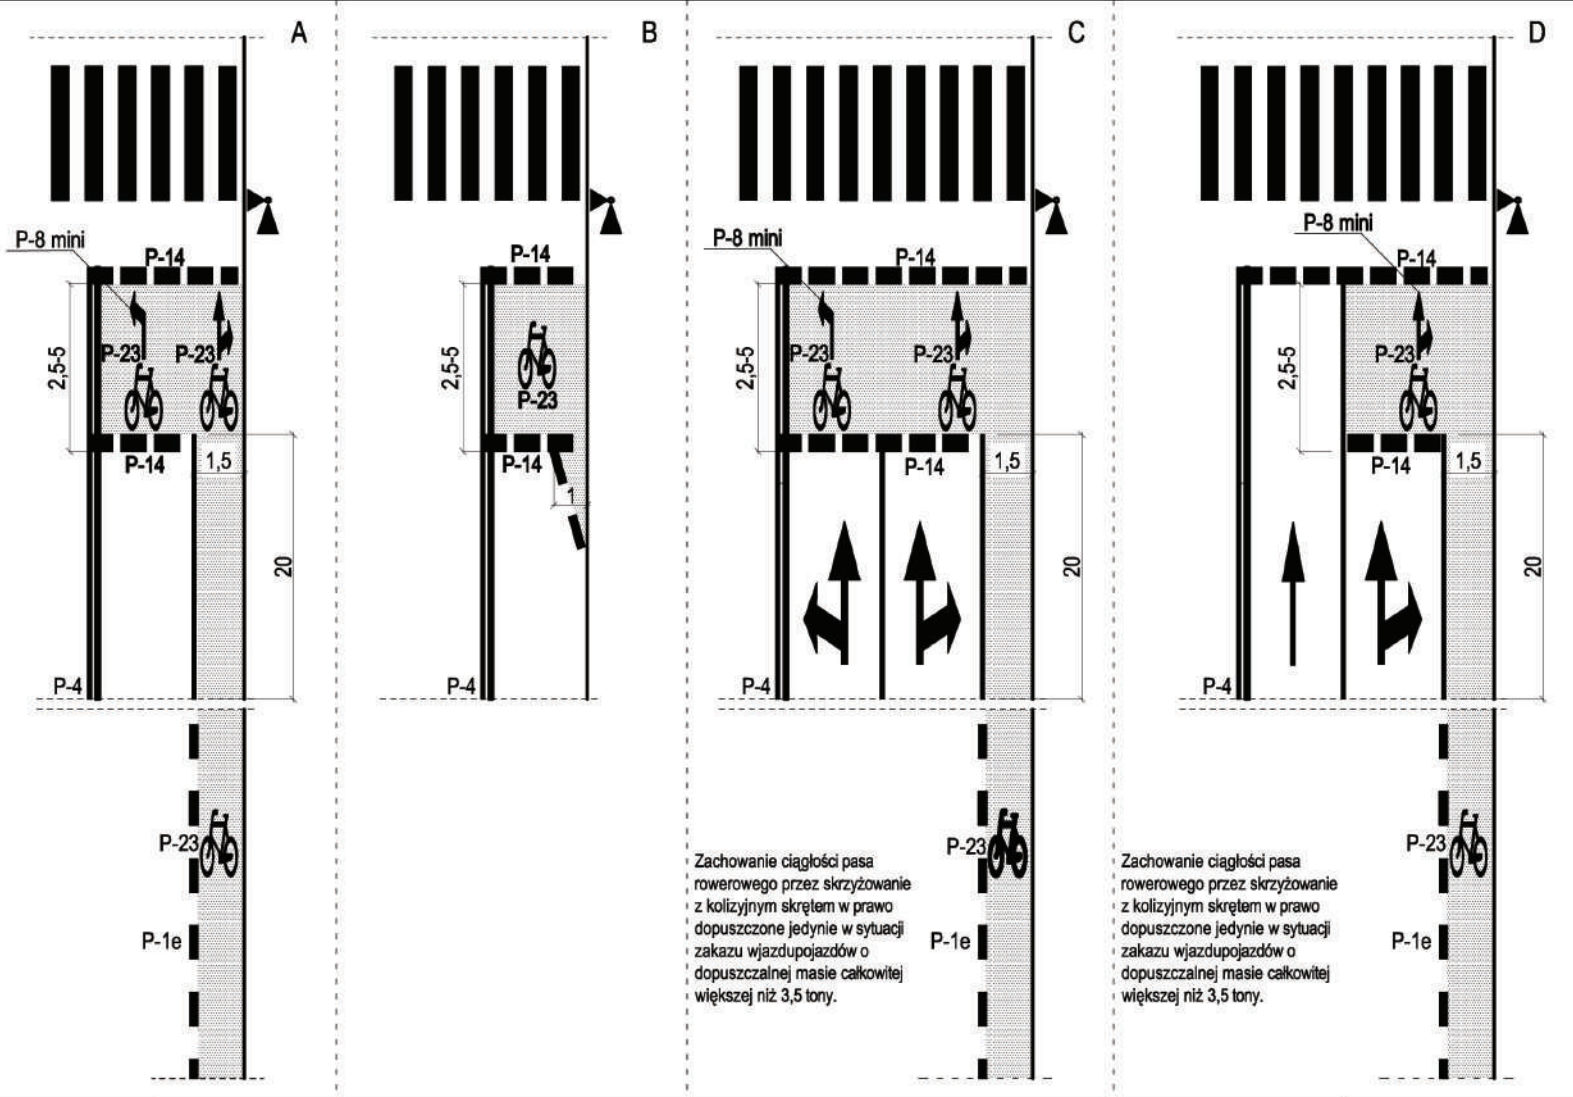 A
P-8 mini
P-14
2,5-5
P-23
P-23
P-14
1,5
20
P-4
P-23
P-1e
B
P-14
2,5-5
P-23
P-14
1
P-4
C
P-8 mini
P-14
2,5-5
P-23
P-23
P-14
1,5
20
P-4
P-23
Zachowanie ciągłości pasa
rowerowego przez skrzyżowanie
z kolizyjnym skrętem w prawo
dopuszczone jedynie w sytuacji
zakazu wjazdupojazdów o
dopuszczalnej masie całkowitej
większej niż 3,5 tony.
P-1e
D
P-8 mini
P-14
2,5-5
P-23
P-14
1,5
20
P-4
P-23
Zachowanie ciągłości pasa
rowerowego przez skrzyżowanie
z kolizyjnym skrętem w prawo
dopuszczone jedynie w sytuacji
zakazu wjazdupojazdów o
dopuszczalnej masie całkowitej
większej niż 3,5 tony.
P-1e